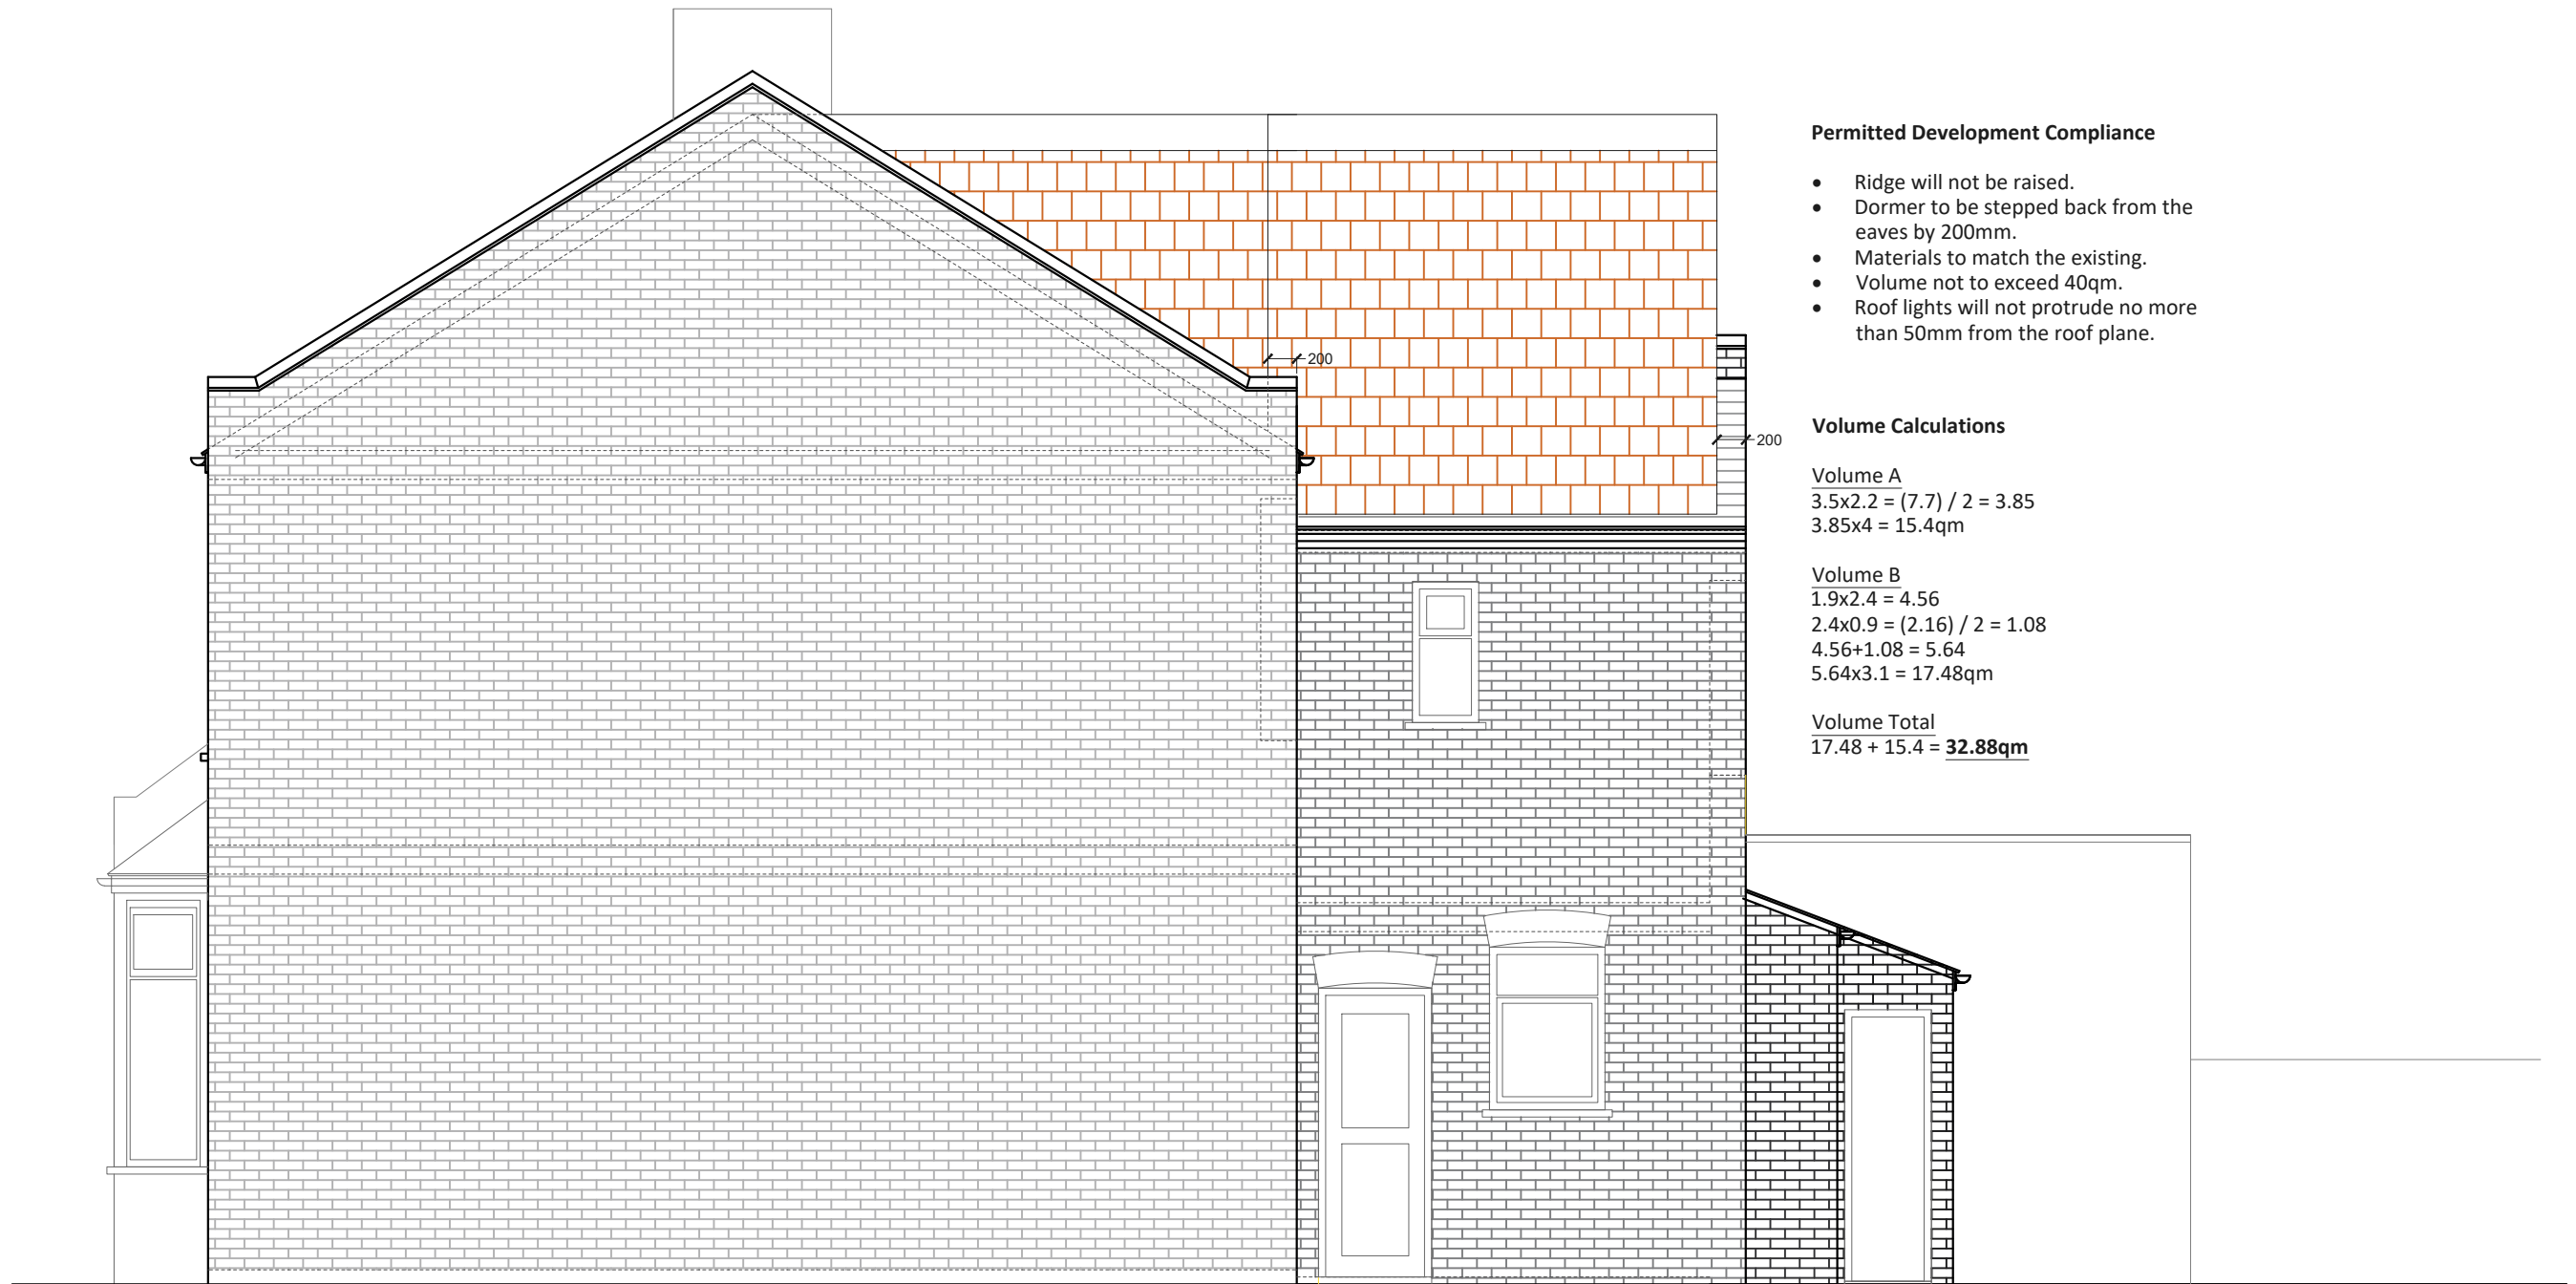 Permitted Development Compliance
• Ridge will not be raised.
• Dormer to be stepped back from the
eaves by 200mm.
• Materials to match the existing.
• Volume not to exceed 40qm.
• Roof lights will not protrude no more
than 50mm from the roof plane.
200
200
Volume Calculations
Volume A
3.5x2.2 = (7.7) / 2 = 3.85
3.85x4 = 15.4qm
Volume B
1.9x2.4 = 4.56
2.4x0.9 = (2.16) / 2 = 1.08
4.56+1.08 = 5.64
5.64x3.1 = 17.48qm
Volume Total
17.48 + 15.4 = 32.88qm